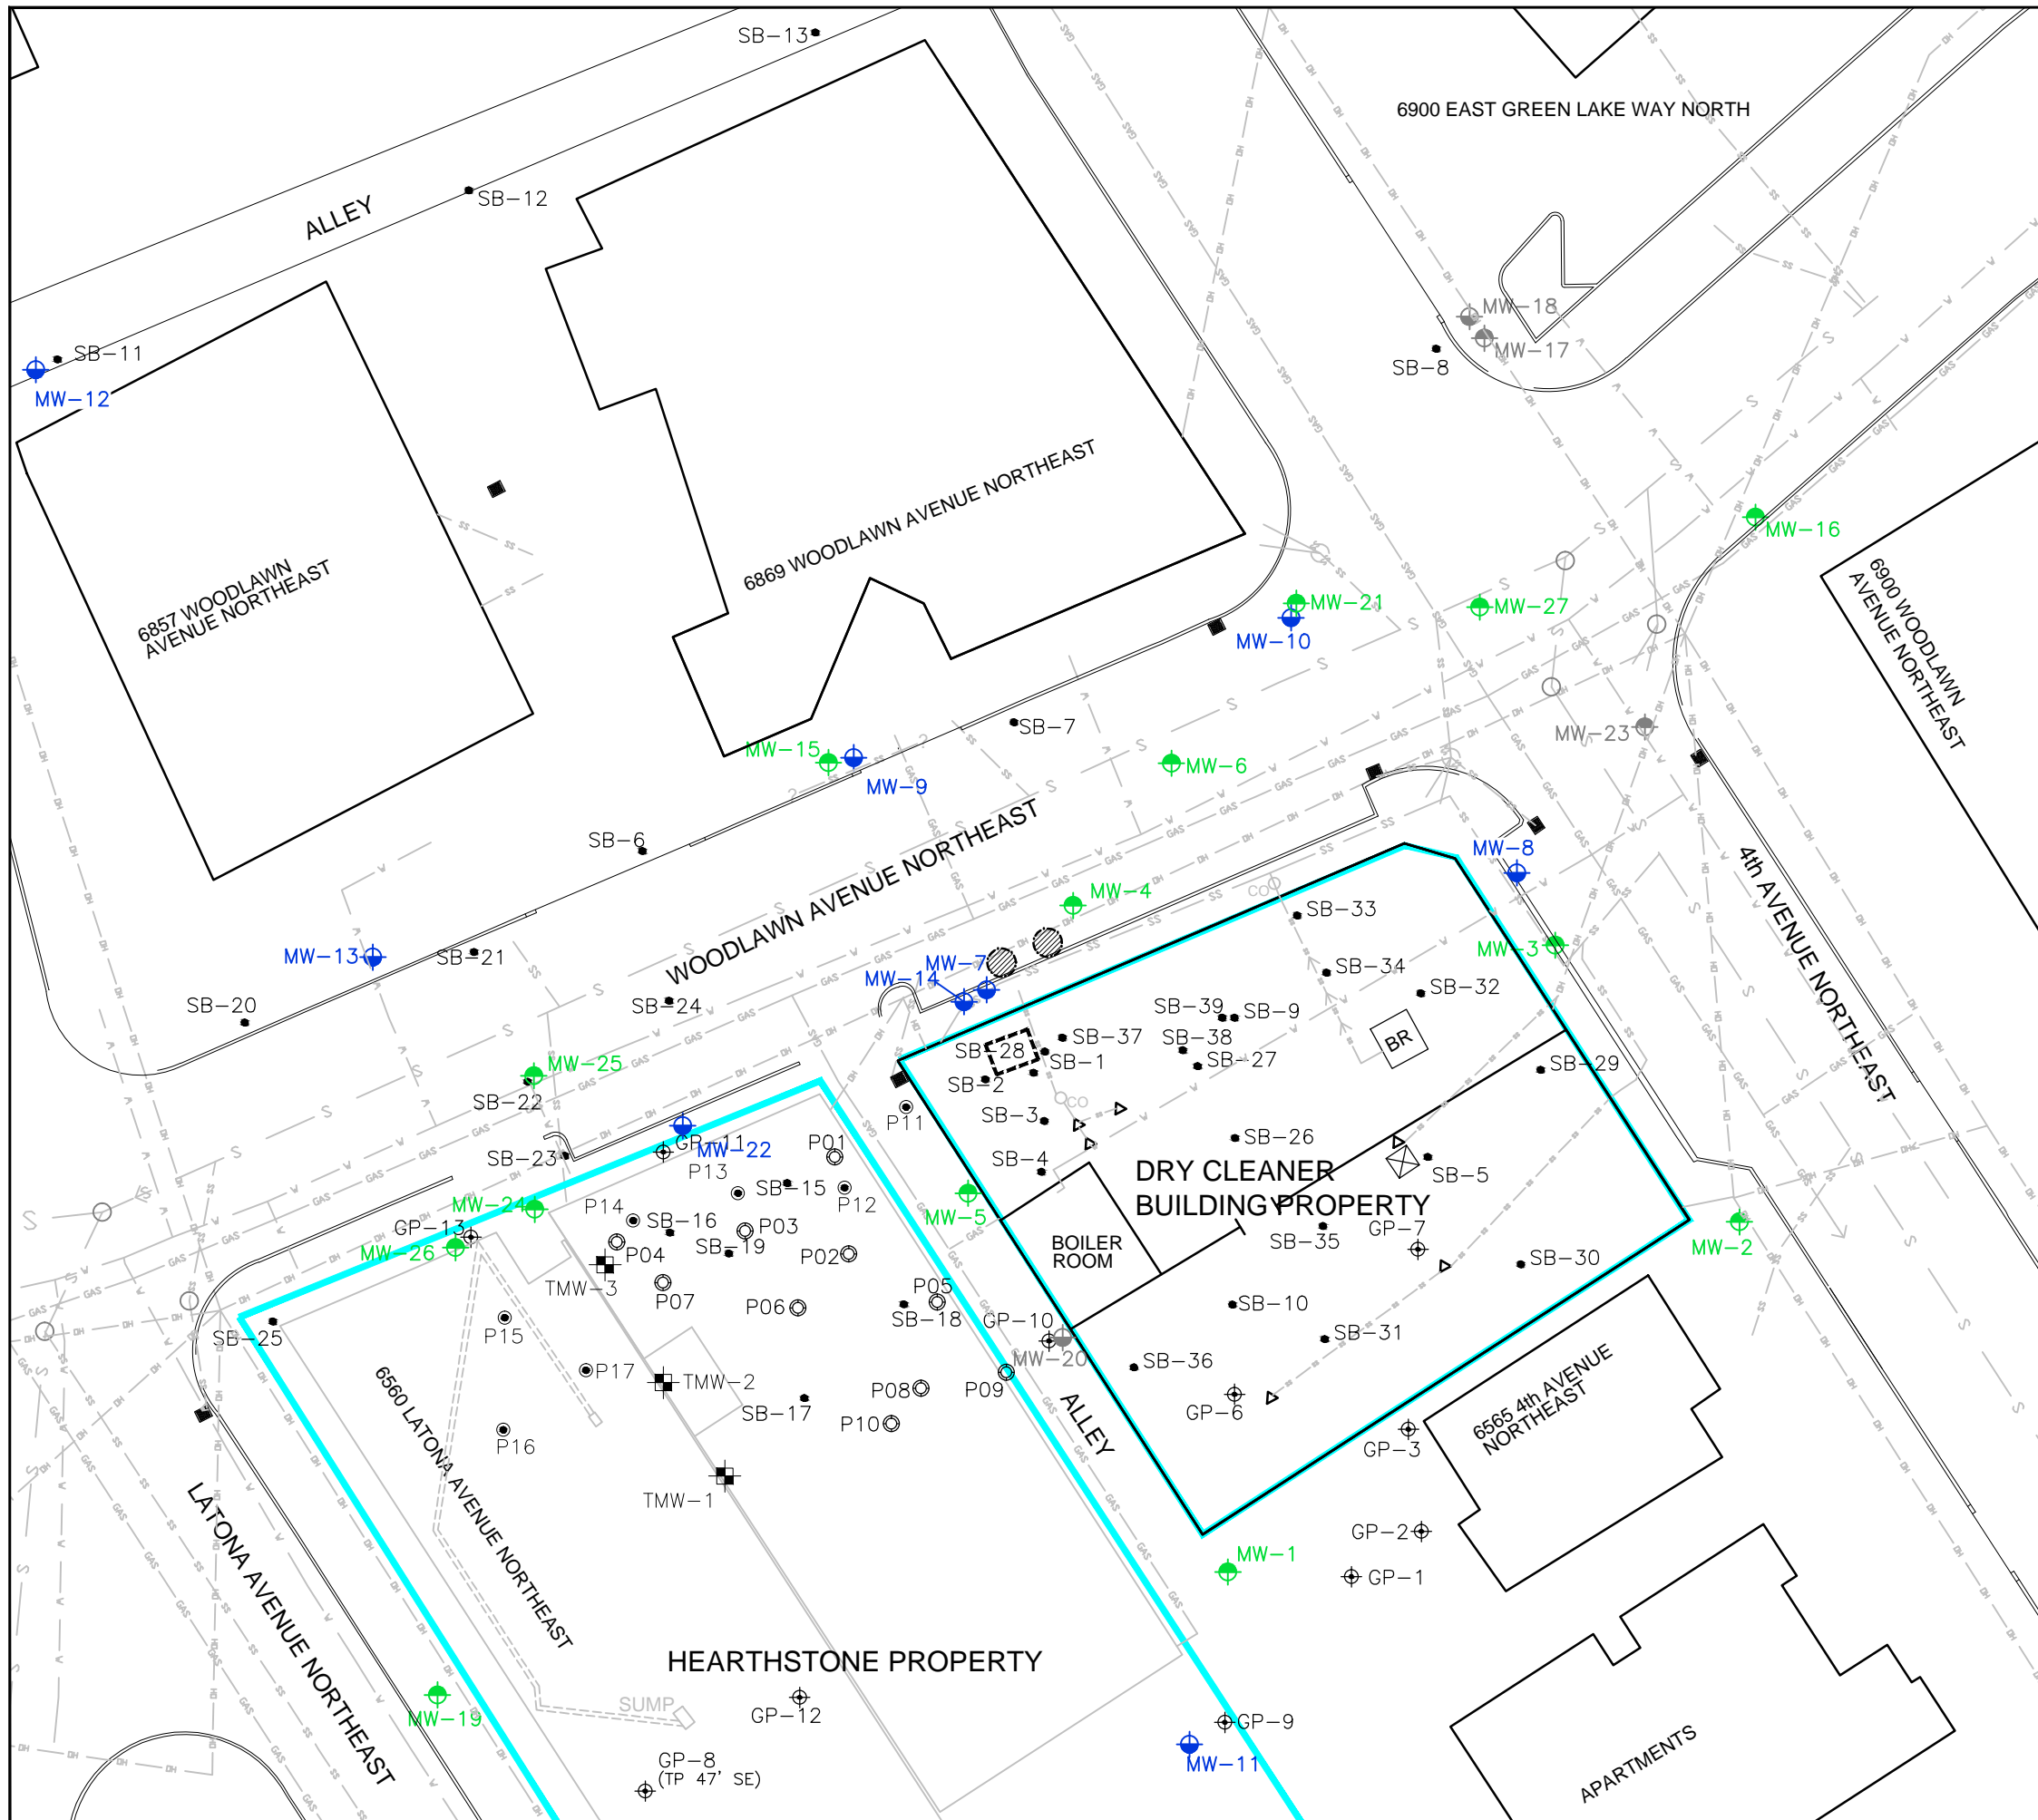 SB-13
6900 EAST GREEN LAKE WAY NORTH
SB-12
ALLEY
MW-18
MW-17
SB-11
SB-8
MW-12
6869 WOODLAWN AVENUE NORTHEAST
MW-16
6857 WOODLAWN
AVENUE NORTHEAST
6900 WOODLAWN
AVENUE NORTHEAST
MW-21
MW-27
MW-10
SB-7
MW-23
MW-15
MW-6
MW-9
SB-6
WOODLAWN AVENUE NORTHEAST
MW-8
4th AVENUE NORTHEAST
MW-4
CO
SB-33
MW-3
MW-13
SB-21
MW-7
MW-14
SB-34
SB-32
SB-20
SB-24
SB-39
SB-9
SB-37
SB-38
BR
SB-28
SB-1
SB-27
SB-29
MW-25
SB-2
SB-22
CO
P11
SB-3
SB-26
GP-11
MW-22
P01
SB-23
P13
SB-4
DRY CLEANER
BUILDING PROPERTY
SB-5
SB-15
P12
MW-24
MW-5
P14
SB-16
P03
GP-13
MW-26
P04
SB-19
P02
BOILER
ROOM
SB-35
GP-7
MW-2
TMW-3
P07
P06
P05
SB-30
SB-18
SB-10
SB-25
P15
GP-10
SB-31
MW-20
SB-36
6560 LATONA AVENUE NORTHEAST
P17
TMW-2
P08
P09
SB-17
GP-6
6565 4th AVENUE
NORTHEAST
P16
P10
ALLEY
GP-3
TMW-1
LATONA AVENUE NORTHEAST
GP-2
MW-1
GP-1
HEARTHSTONE PROPERTY
SUMP
MW-19
GP-12
GP-9
MW-11
GP-8
(TP 47' SE)
APARTMENTS